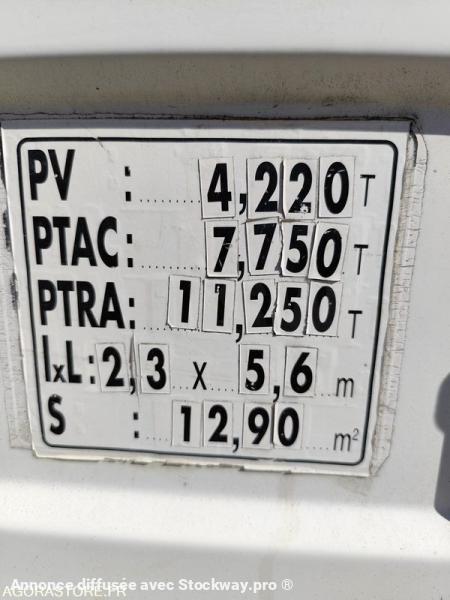 PV : 4,220 T
PTAC : 7,750 T
PTRA : 11,250 T
lxL : 2,3 x 5,6 m
S : 12,90 m²
Annonce diffusée avec Stockway.pro ®
AGORASTORE.FR